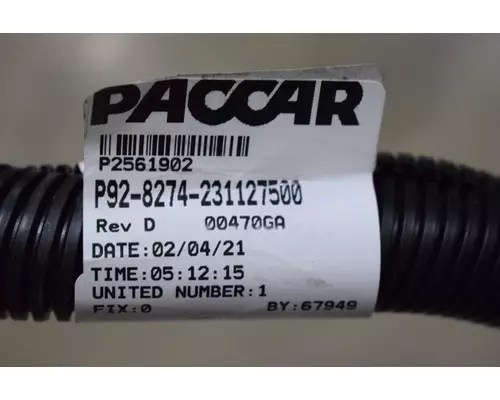 PACCAR
P2561902
P92-8274-231127500
Rev D 00470GA
DATE:02/04/21
TIME:05:12:15
UNITED NUMBER:1
FIX:0 BY:67949